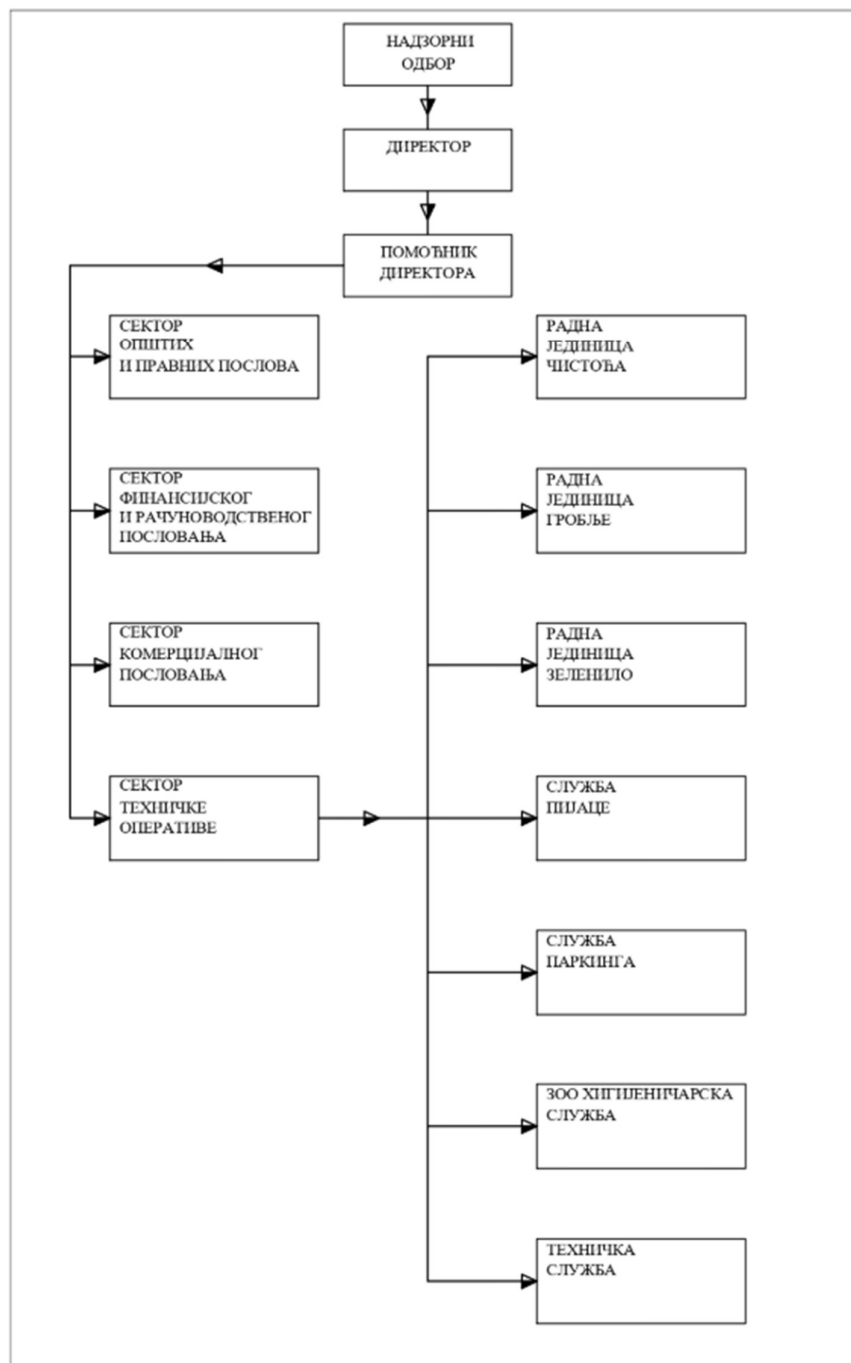 НАДЗОРНИ
ОДБОР
ДИРЕКТОР
ПОМОЋНИК
ДИРЕКТОРА
СЕКТОР
ОПШТИХ
И ПРАВНИХ ПОСЛОВА
СЕКТОР
ФИНАНСИЈСКОГ
И РАЧУНОВОДСТВЕНОГ
ПОСЛОВАЊА
СЕКТОР
КОМЕРЦИЈАЛНОГ
ПОСЛОВАЊА
СЕКТОР
ТЕХНИЧКЕ
ОПЕРАТИВЕ
РАДНА
ЈЕДИНИЦА
ЧИСТОЋА
РАДНА
ЈЕДИНИЦА
ГРОБЉЕ
РАДНА
ЈЕДИНИЦА
ЗЕЛЕНИЛО
СЛУЖБА
ПИЈАЦЕ
СЛУЖБА
ПАРКИНГА
ЗОО ХИГИЈЕНИЧАРСКА
СЛУЖБА
ТЕХНИЧКА
СЛУЖБА